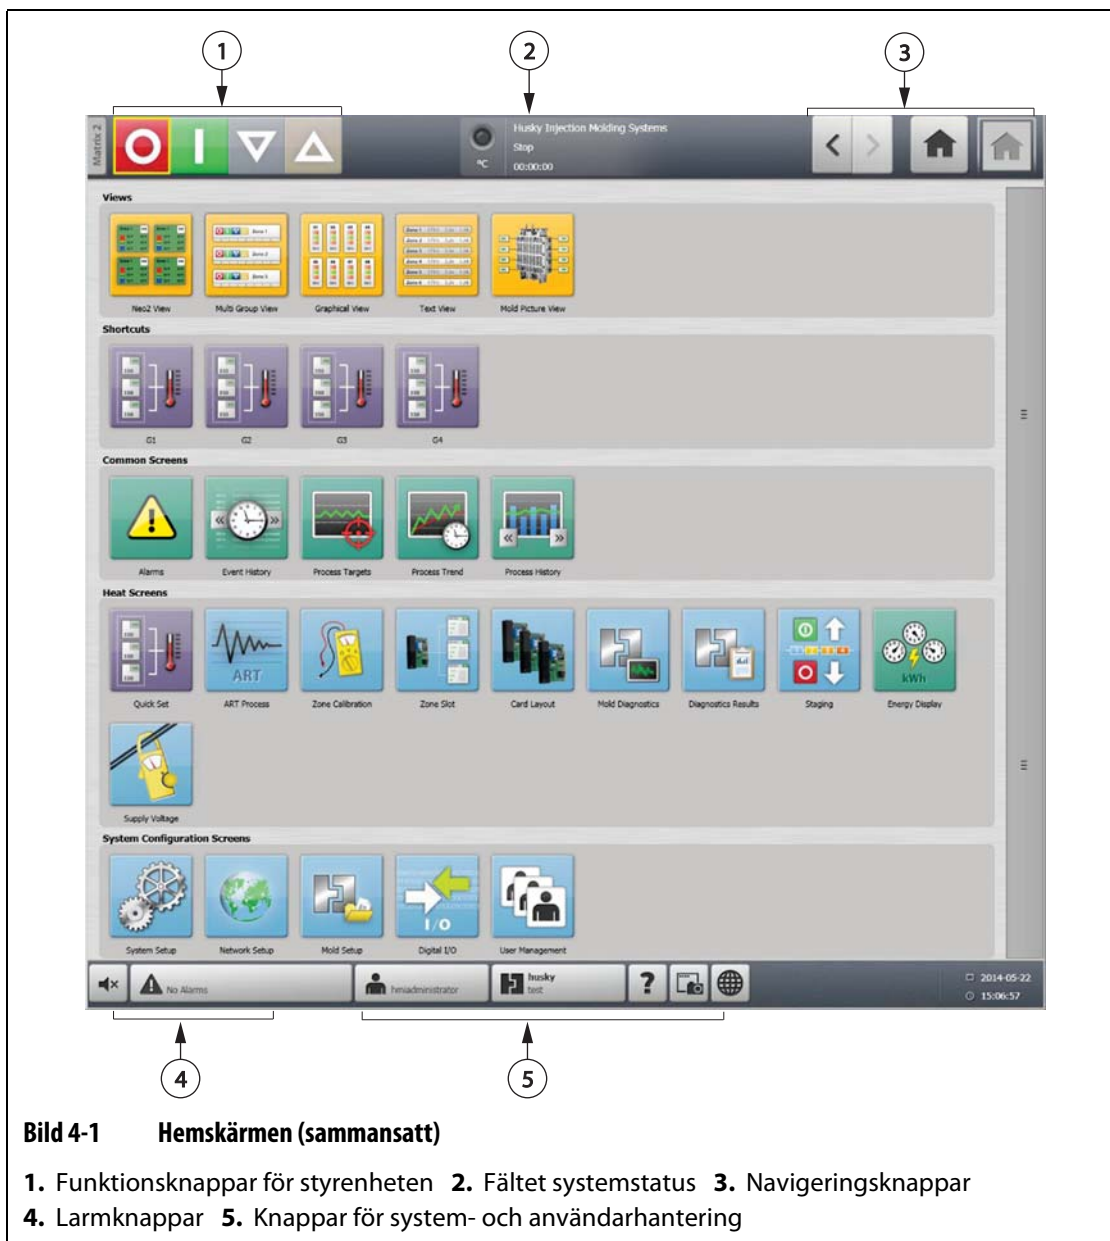 1
2
3
Matrix 2
Husky Injection Molding Systems
Stop
°C 00:00:00
Views
Neo2 View Multi Group View Graphical View Text View Mold Picture View
Shortcuts
G1 G2 G3 G4
Common Screens
Alarms Event History Process Targets Process Trend Process History
Heat Screens
ART
kWh
Quick Set ART Process Zone Calibration Zone Slot Card Layout Mold Diagnostics Diagnostics Results Staging Energy Display
Supply Voltage
System Configuration Screens
I/O
System Setup Network Setup Mold Setup Digital I/O User Management
No Alarms hmiadministrator husky test ? 2014-05-22
15:06:57
4
5
Bild 4-1 Hemskärmen (sammansatt)
1. Funktionsknappar för styrenheten 2. Fältet systemstatus 3. Navigeringsknappar
4. Larmknappar 5. Knappar för system- och användarhantering